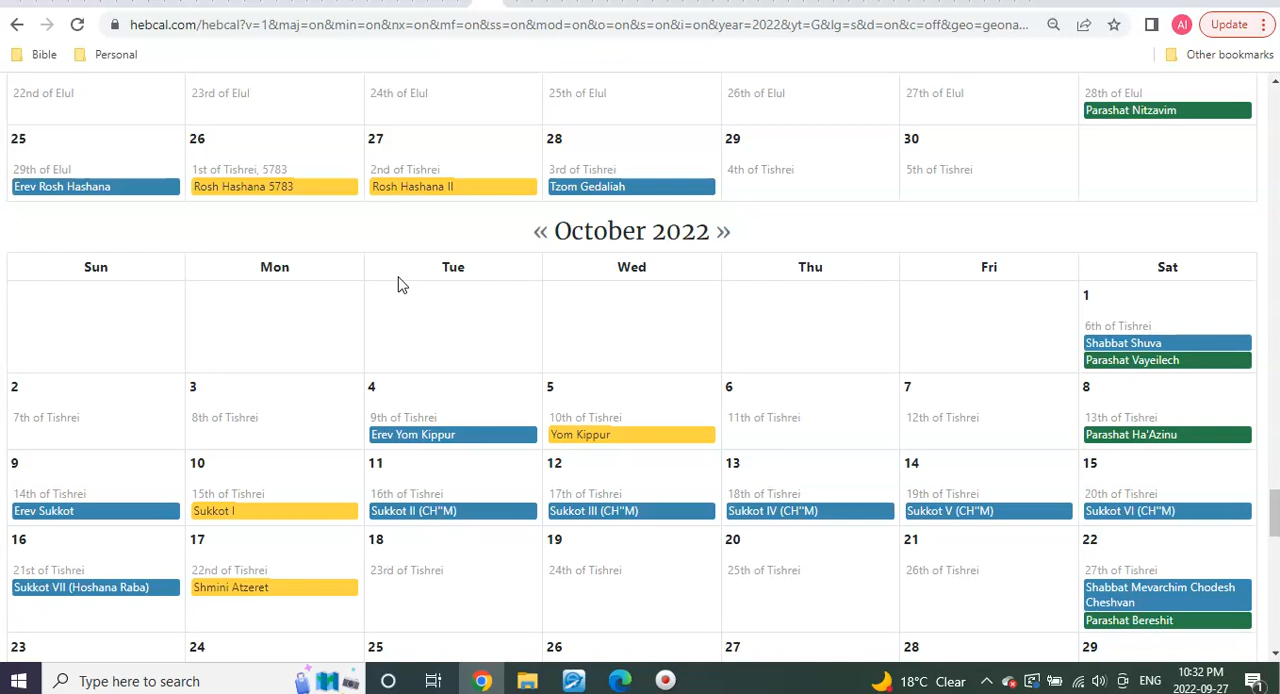 hebcal.com/hebcal?v=1&maj=on&min=on&nx=on&mf=on&ss=on&mod=on&o=on&s=on&i=on&year=2022&yt=G&lg=s&d=on&c=off&geo=geona...
AI
Update
Bible
Personal
Other bookmarks
22nd of Elul 23rd of Elul 24th of Elul 25th of Elul 26th of Elul 27th of Elul 28th of Elul
Parashat Nitzavim
25 26 27 28 29 30
29th of Elul 1st of Tishrei, 5783 2nd of Tishrei 3rd of Tishrei 4th of Tishrei 5th of Tishrei
Erev Rosh Hashana Rosh Hashana 5783 Rosh Hashana II Tzom Gedaliah
« October 2022 »
Sun Mon Tue Wed Thu Fri Sat
1
6th of Tishrei
Shabbat Shuva
Parashat Vayeilech
2 3 4 5 6 7 8
7th of Tishrei 8th of Tishrei 9th of Tishrei 10th of Tishrei 11th of Tishrei 12th of Tishrei 13th of Tishrei
Erev Yom Kippur Yom Kippur Parashat Ha'Azinu
9 10 11 12 13 14 15
14th of Tishrei 15th of Tishrei 16th of Tishrei 17th of Tishrei 18th of Tishrei 19th of Tishrei 20th of Tishrei
Erev Sukkot Sukkot I Sukkot II (CH"M) Sukkot III (CH"M) Sukkot IV (CH"M) Sukkot V (CH"M) Sukkot VI (CH"M)
16 17 18 19 20 21 22
21st of Tishrei 22nd of Tishrei 23rd of Tishrei 24th of Tishrei 25th of Tishrei 26th of Tishrei 27th of Tishrei
Sukkot VII (Hoshana Raba) Shmini Atzeret Shabbat Mevarchim Chodesh
Cheshvan
Parashat Bereshit
23 24 25 26 27 28 29
Type here to search
18°C Clear
ENG
10:32 PM
2022-09-27
1